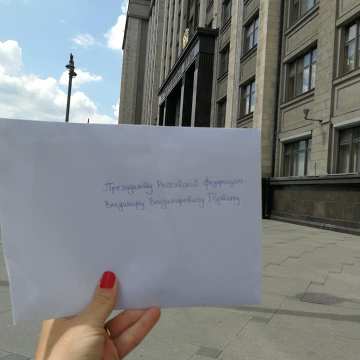 Президенту Российской Федерации
Владимиру Владимировичу Путину